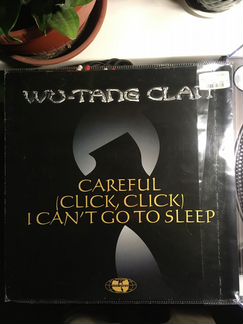 WU-TANG CLAN
CAREFUL
(CLICK, CLICK)
I CAN'T GO TO SLEEP